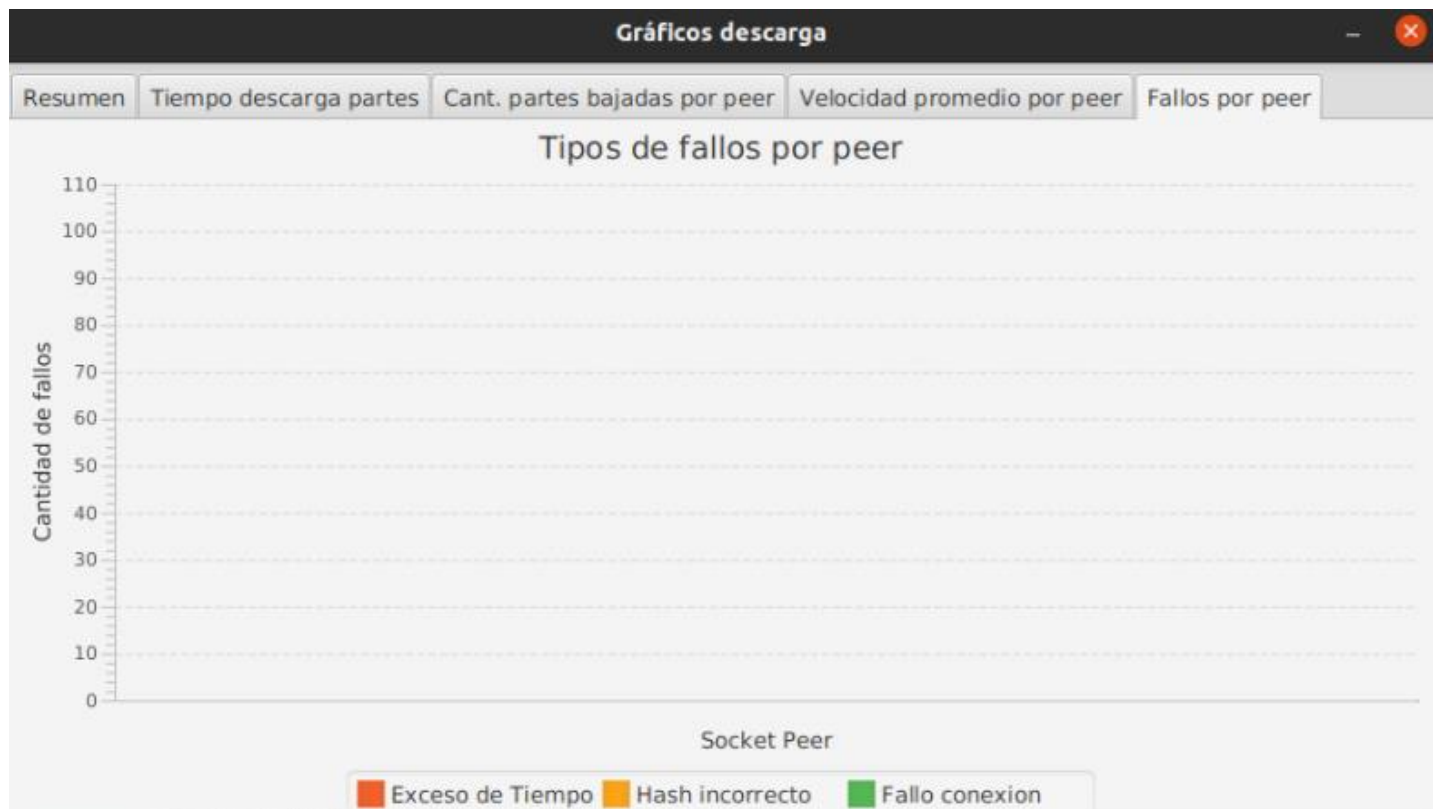 Gráficos descarga
Resumen Tiempo descarga partes Cant. partes bajadas por peer Velocidad promedio por peer Fallos por peer
Tipos de fallos por peer
110
100
90
80
70
60
50
40
30
20
10
0
Cantidad de fallos
Socket Peer
Exceso de Tiempo Hash incorrecto Fallo conexion